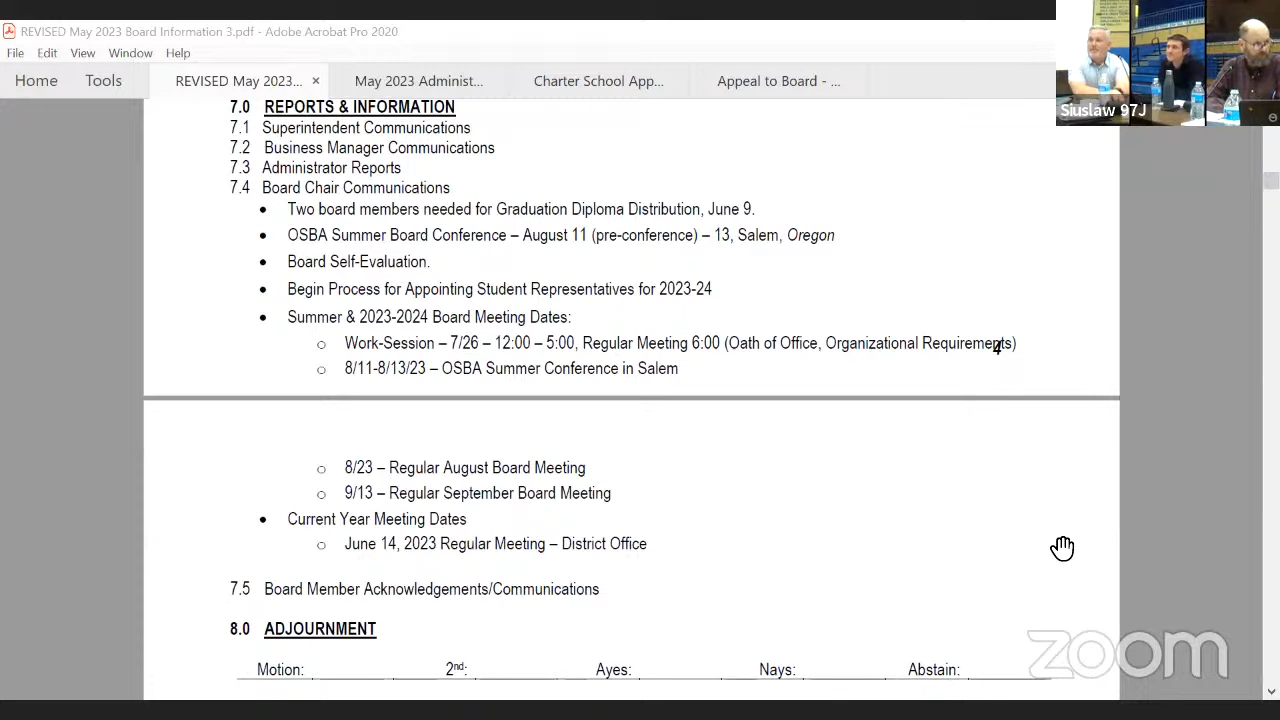 REVISED May 2023 Board Information 3.pdf - Adobe Acrobat Pro 2020
File Edit View Window Help
Home Tools REVISED May 2023... × May 2023 Administ... Charter School App... Appeal to Board - ...
Siuslaw 97J
7.0 REPORTS & INFORMATION
7.1 Superintendent Communications
7.2 Business Manager Communications
7.3 Administrator Reports
7.4 Board Chair Communications
• Two board members needed for Graduation Diploma Distribution, June 9.
• OSBA Summer Board Conference – August 11 (pre-conference) – 13, Salem, Oregon
• Board Self-Evaluation.
• Begin Process for Appointing Student Representatives for 2023-24
• Summer & 2023-2024 Board Meeting Dates:
○ Work-Session – 7/26 – 12:00 – 5:00, Regular Meeting 6:00 (Oath of Office, Organizational Requirements)
4
○ 8/11-8/13/23 – OSBA Summer Conference in Salem
○ 8/23 – Regular August Board Meeting
○ 9/13 – Regular September Board Meeting
• Current Year Meeting Dates
○ June 14, 2023 Regular Meeting – District Office
7.5 Board Member Acknowledgements/Communications
8.0 ADJOURNMENT
Motion: 2nd: Ayes: Nays: Abstain:
zoom